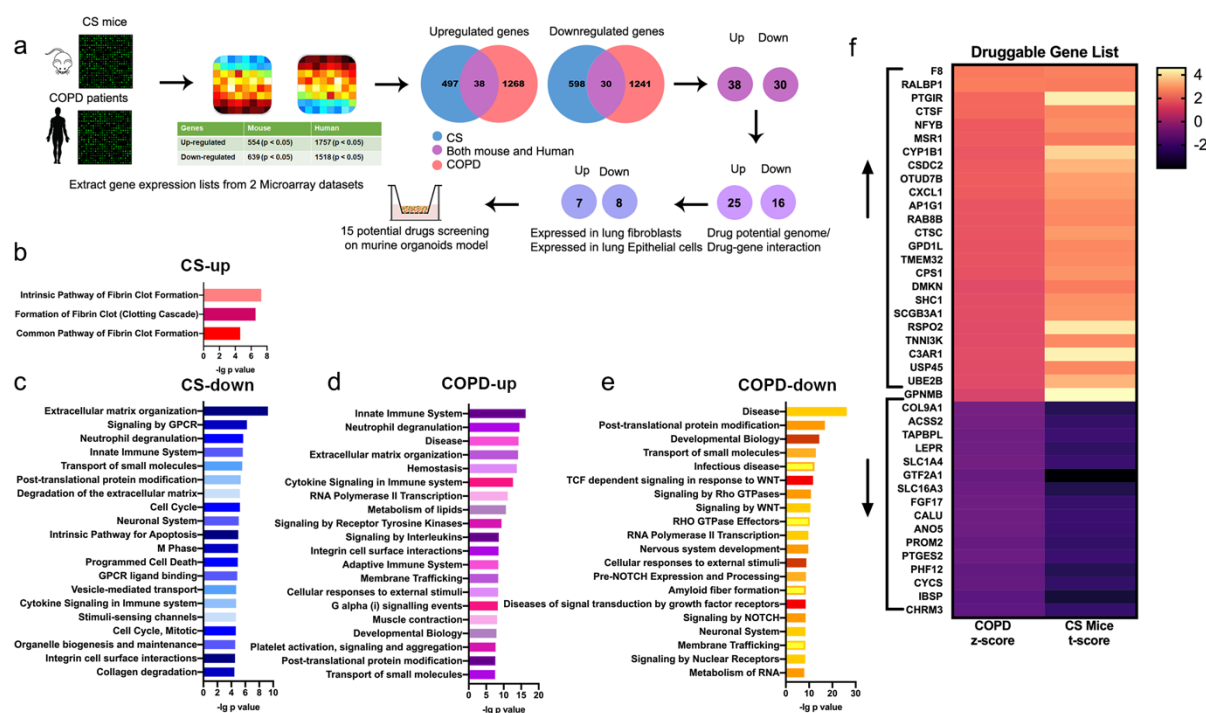 a
CS mice
COPD patients
Genes Mouse Human
Up-regulated 554 (p < 0.05) 1757 (p < 0.05)
Down-regulated 639 (p < 0.05) 1518 (p < 0.05)
Extract gene expression lists from 2 Microarray datasets
Upregulated genes
497 38 1268
Downregulated genes
598 30 1241
CS
Both mouse and Human
COPD
Up Down
38 30
Up Down
25 16
Drug potential genome/
Drug-gene interaction
Up Down
7 8
Expressed in lung fibroblasts
Expressed in lung Epithelial cells
15 potential drugs screening
on murine organoids model
b
CS-up
Intrinsic Pathway of Fibrin Clot Formation
Formation of Fibrin Clot (Clotting Cascade)
Common Pathway of Fibrin Clot Formation
0 2 4 6 8
-lg p value
c
CS-down
Extracellular matrix organization
Signaling by GPCR
Neutrophil degranulation
Innate Immune System
Transport of small molecules
Post-translational protein modification
Degradation of the extracellular matrix
Cell Cycle
Neuronal System
Intrinsic Pathway for Apoptosis
M Phase
Programmed Cell Death
GPCR ligand binding
Vesicle-mediated transport
Cytokine Signaling in Immune system
Stimuli-sensing channels
Cell Cycle, Mitotic
Organelle biogenesis and maintenance
Integrin cell surface interactions
Collagen degradation
0 2 4 6 8 10
-lg p value
d
COPD-up
Innate Immune System
Neutrophil degranulation
Disease
Extracellular matrix organization
Hemostasis
Cytokine Signaling in Immune system
RNA Polymerase II Transcription
Metabolism of lipids
Signaling by Receptor Tyrosine Kinases
Signaling by Interleukins
Integrin cell surface interactions
Adaptive Immune System
Membrane Trafficking
Cellular responses to external stimuli
G alpha (i) signalling events
Muscle contraction
Developmental Biology
Platelet activation, signaling and aggregation
Post-translational protein modification
Transport of small molecules
0 5 10 15 20
-lg p value
e
COPD-down
Disease
Post-translational protein modification
Developmental Biology
Transport of small molecules
Infectious disease
TCF dependent signaling in response to WNT
Signaling by Rho GTPases
Signaling by WNT
RHO GTPase Effectors
RNA Polymerase II Transcription
Nervous system development
Cellular responses to external stimuli
Pre-NOTCH Expression and Processing
Amyloid fiber formation
Diseases of signal transduction by growth factor receptors
Signaling by NOTCH
Neuronal System
Membrane Trafficking
Signaling by Nuclear Receptors
Metabolism of RNA
0 10 20 30
-lg p value
f
Druggable Gene List
F8
RALBP1
PTGIR
CTSF
NFYB
MSR1
CYP1B1
CSDC2
OTUD7B
CXCL1
AP1G1
RAB8B
CTSC
GPD1L
TMEM32
CPS1
DMKN
SHC1
SCGB3A1
RSPO2
TNNI3K
C3AR1
USP45
UBE2B
GPNMB
COL9A1
ACSS2
TAPBPL
LEPR
SLC1A4
GTF2A1
SLC16A3
FGF17
CALU
ANO5
PROM2
PTGES2
PHF12
CYCS
IBSP
CHRM3
COPD
z-score
CS Mice
t-score
4
2
0
-2
-4